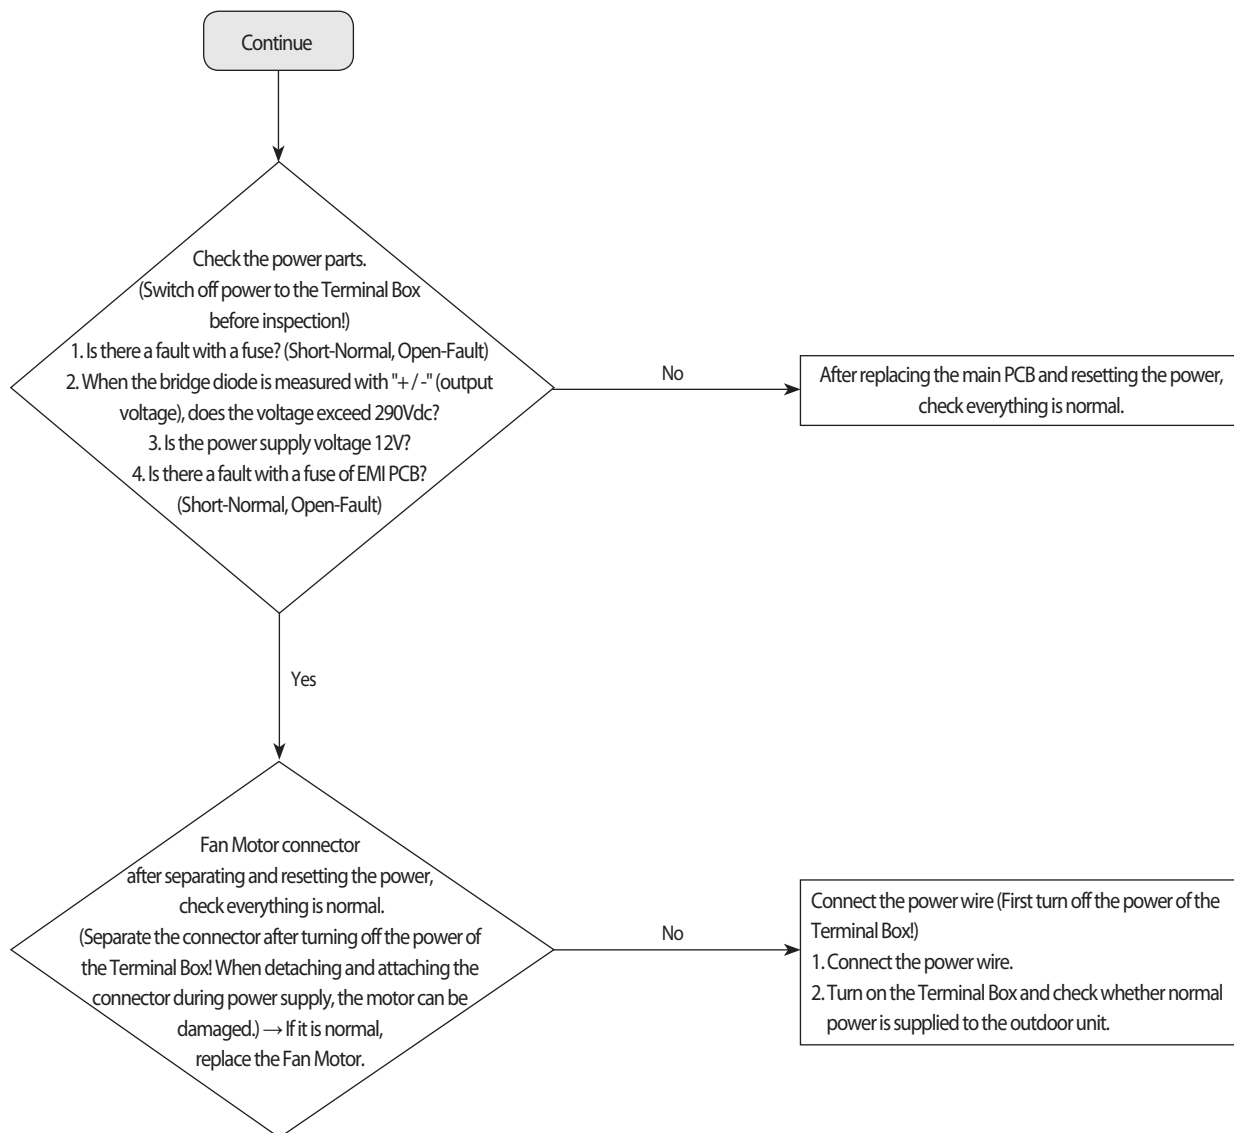 Continue
Check the power parts.
(Switch off power to the Terminal Box
before inspection!)
1. Is there a fault with a fuse? (Short-Normal, Open-Fault)
2. When the bridge diode is measured with "+ / -" (output
voltage), does the voltage exceed 290Vdc?
3. Is the power supply voltage 12V?
4. Is there a fault with a fuse of EMI PCB?
(Short-Normal, Open-Fault)
No
After replacing the main PCB and resetting the power,
check everything is normal.
Yes
Fan Motor connector
after separating and resetting the power,
check everything is normal.
(Separate the connector after turning off the power of
the Terminal Box! When detaching and attaching the
connector during power supply, the motor can be
damaged.) → If it is normal,
replace the Fan Motor.
No
Connect the power wire (First turn off the power of the
Terminal Box!)
1. Connect the power wire.
2. Turn on the Terminal Box and check whether normal
power is supplied to the outdoor unit.